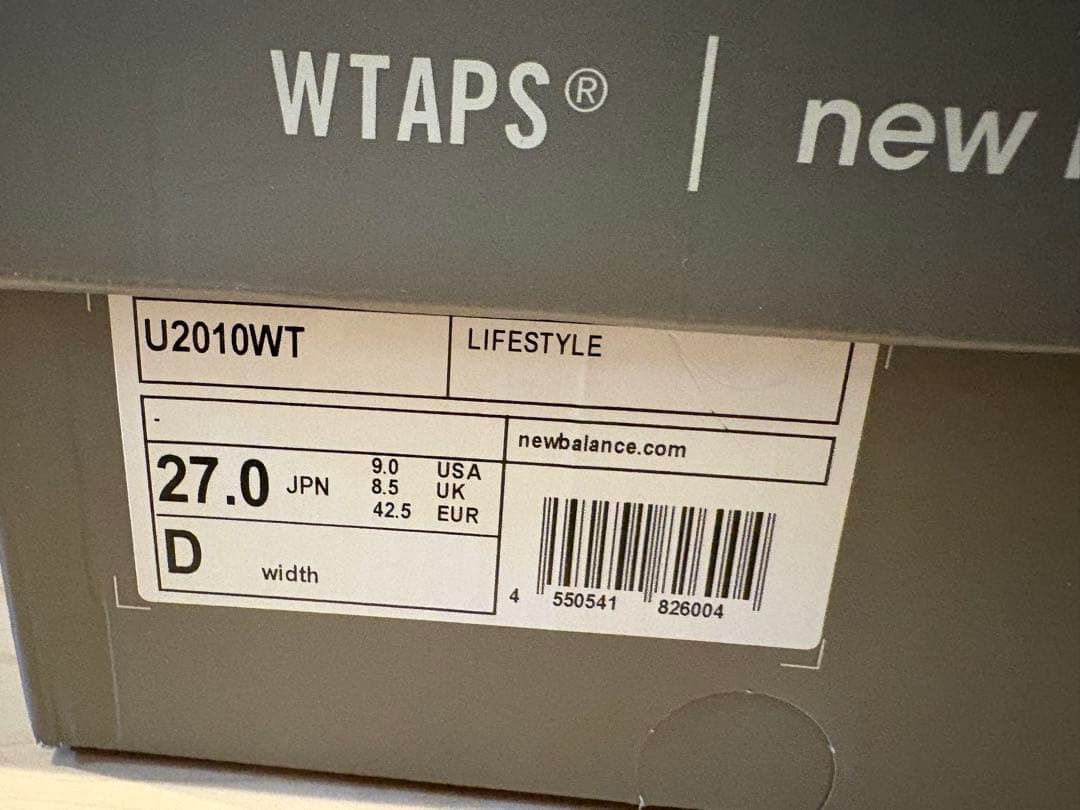 WTAPS® | new
U2010WT
LIFESTYLE
-
newbalance.com
27.0 JPN
9.0 USA
8.5 UK
42.5 EUR
D width
4 550541 826004